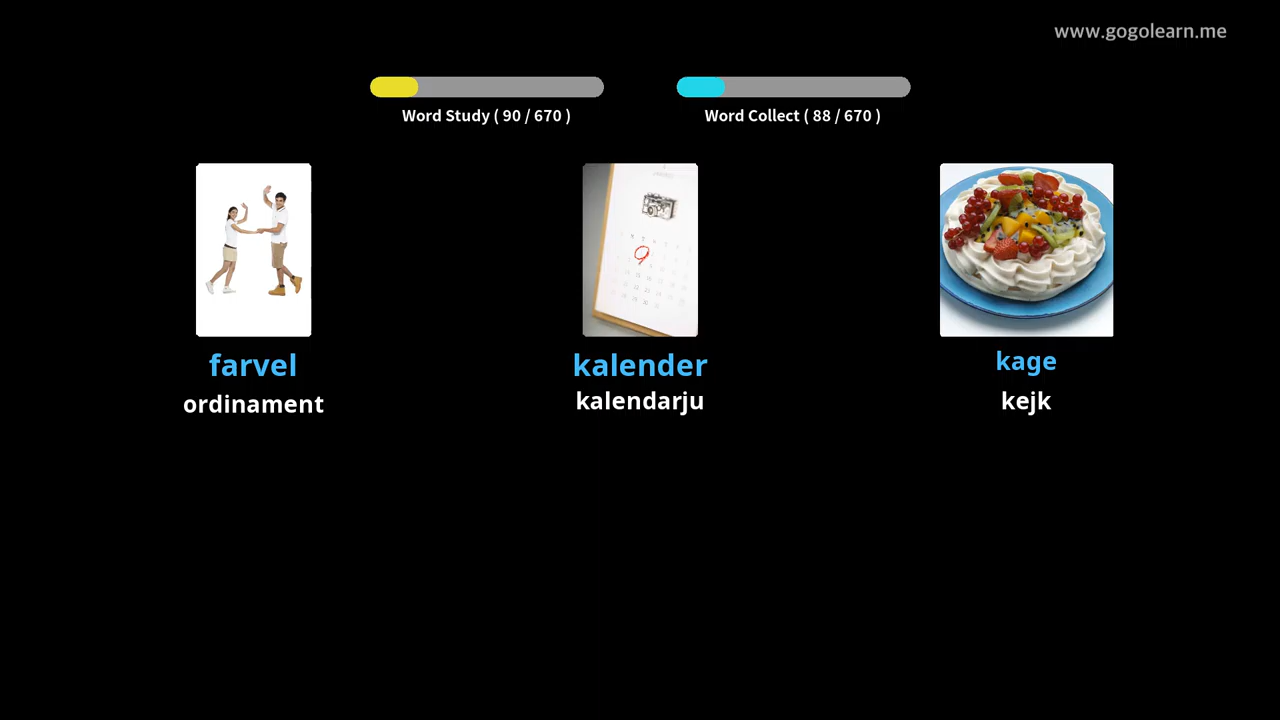 www.gogolearn.me
Word Study ( 90 / 670 )
Word Collect ( 88 / 670 )
farvel
ordinament
kalender
kalendarju
kage
kejk